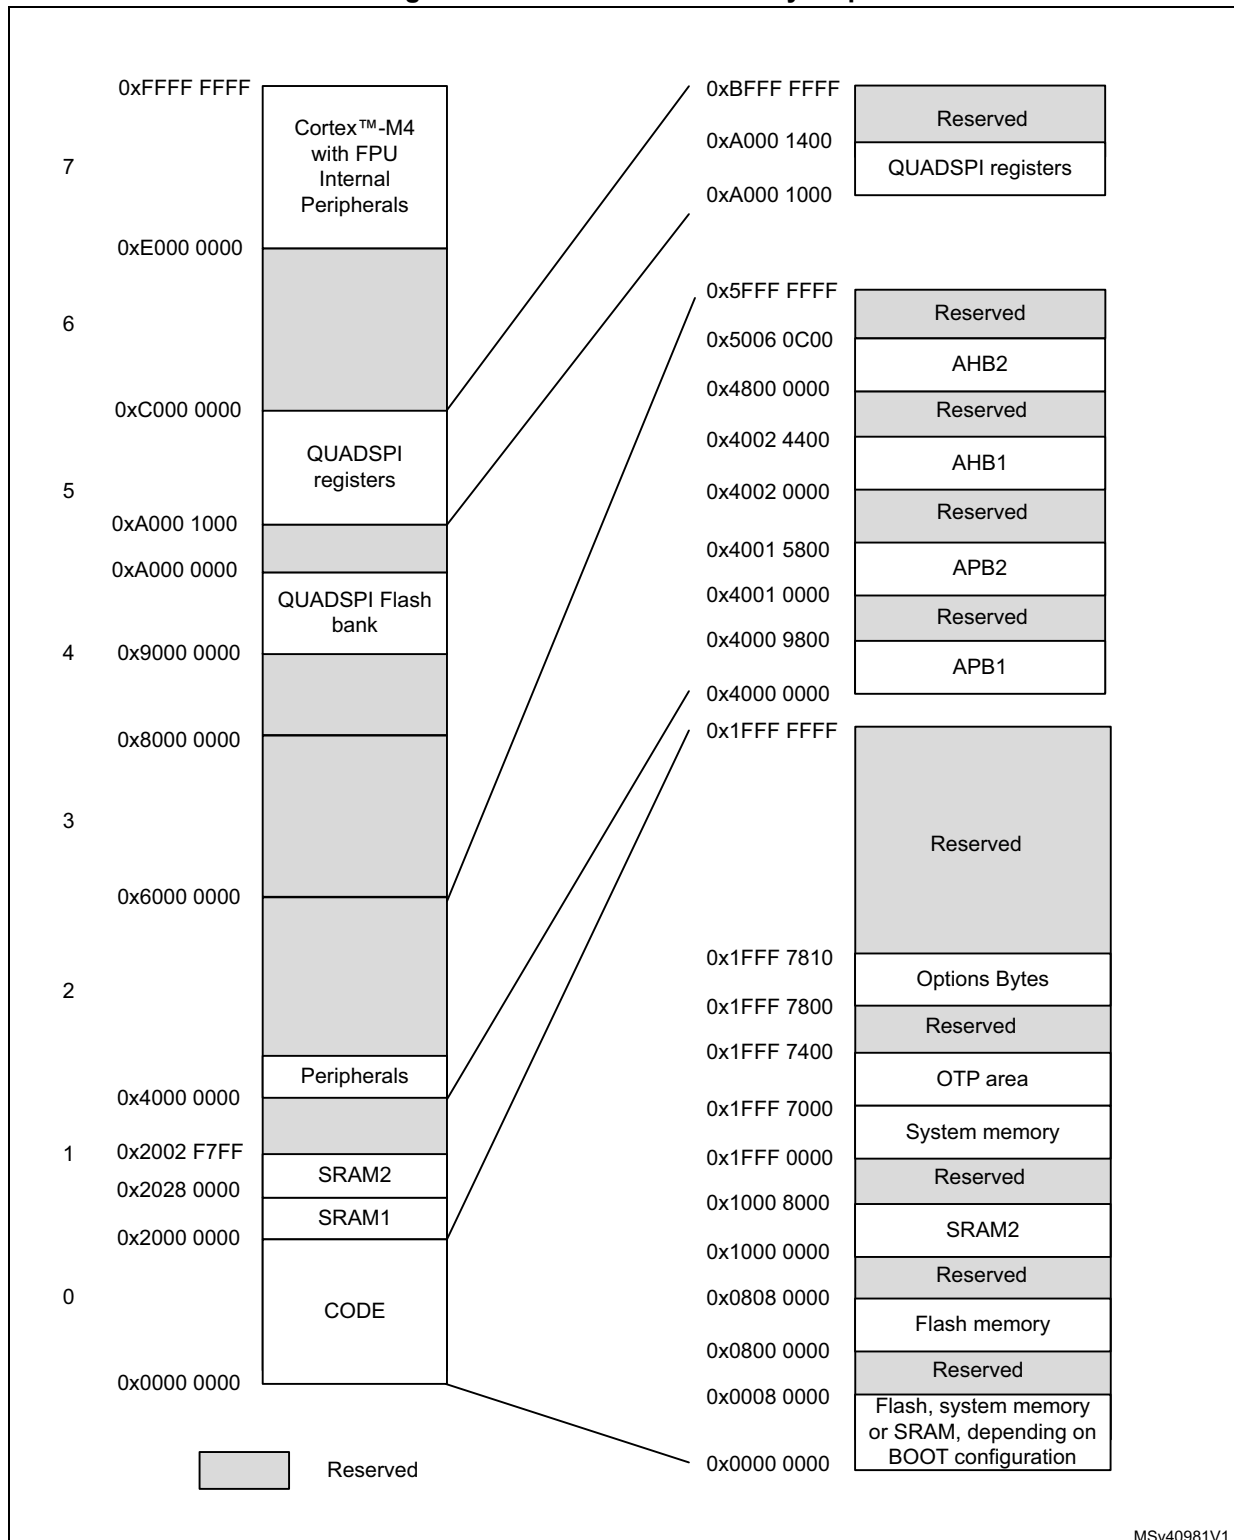 0xFFFF FFFF
Cortex™-M4
with FPU
Internal
Peripherals
7
0xE000 0000
6
0xC000 0000
QUADSPI
registers
5
0xA000 1000
0xA000 0000
QUADSPI Flash
bank
4
0x9000 0000
0x8000 0000
3
0x6000 0000
2
Peripherals
0x4000 0000
1
0x2002 F7FF
SRAM2
0x2028 0000
SRAM1
0x2000 0000
0
CODE
0x0000 0000
Reserved
0xBFFF FFFF
Reserved
0xA000 1400
QUADSPI registers
0xA000 1000
0x5FFF FFFF
Reserved
0x5006 0C00
AHB2
0x4800 0000
Reserved
0x4002 4400
AHB1
0x4002 0000
Reserved
0x4001 5800
APB2
0x4001 0000
Reserved
0x4000 9800
APB1
0x4000 0000
0x1FFF FFFF
Reserved
0x1FFF 7810
Options Bytes
0x1FFF 7800
Reserved
0x1FFF 7400
OTP area
0x1FFF 7000
System memory
0x1FFF 0000
Reserved
0x1000 8000
SRAM2
0x1000 0000
Reserved
0x0808 0000
Flash memory
0x0800 0000
Reserved
0x0008 0000
Flash, system memory
or SRAM, depending on
BOOT configuration
0x0000 0000
MSv40981V1